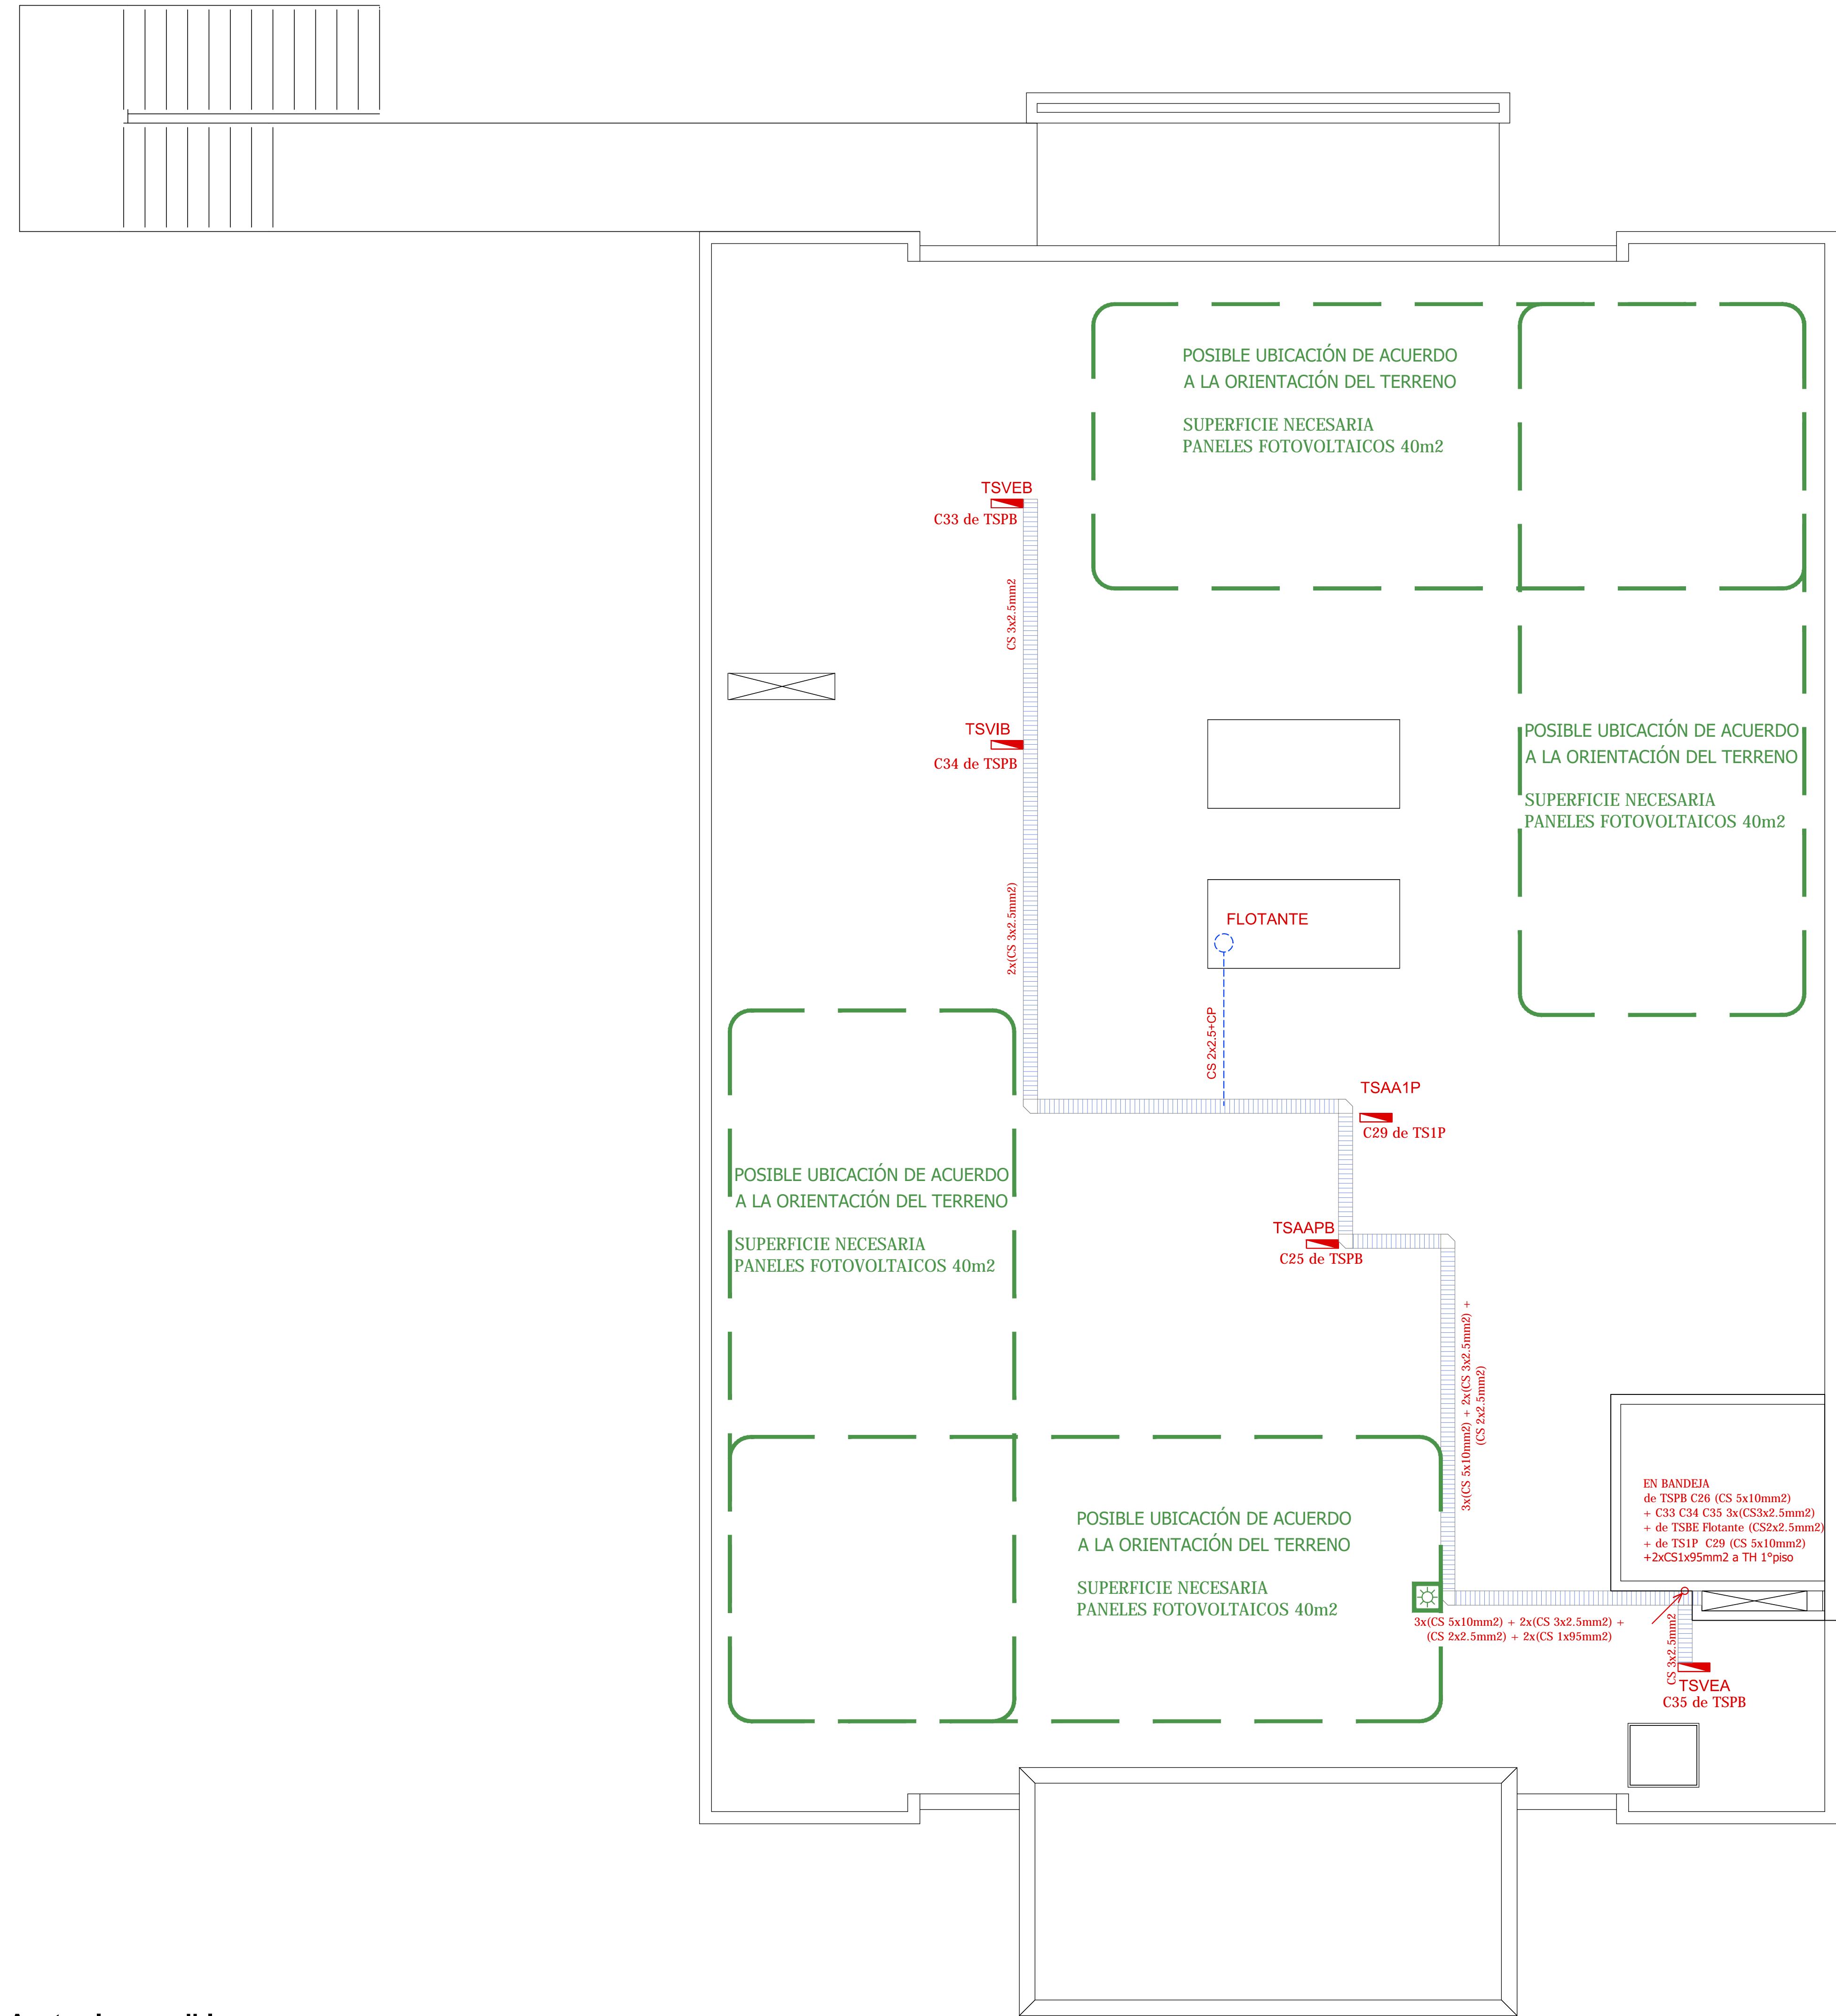 POSIBLE UBICACIÓN DE ACUERDO
A LA ORIENTACIÓN DEL TERRENO
SUPERFICIE NECESARIA
PANELES FOTOVOLTAICOS 40m2
TSVEB
C33 de TSPB
CS 3x2.5mm2
TSVIB
C34 de TSPB
POSIBLE UBICACIÓN DE ACUERDO
A LA ORIENTACIÓN DEL TERRENO
SUPERFICIE NECESARIA
PANELES FOTOVOLTAICOS 40m2
2x(CS 3x2.5mm2)
FLOTANTE
CS 2x2.5+CP
TSAA1P
C29 de TS1P
POSIBLE UBICACIÓN DE ACUERDO
A LA ORIENTACIÓN DEL TERRENO
SUPERFICIE NECESARIA
PANELES FOTOVOLTAICOS 40m2
TSAAPB
C25 de TSPB
3x(CS 5x10mm2) + 2x(CS 3x2.5mm2) +
(CS 2x2.5mm2)
EN BANDEJA
de TSPB C26 (CS 5x10mm2)
+ C33 C34 C35 3x(CS3x2.5mm2)
+ de TSBE Flotante (CS2x2.5mm2)
+ de TS1P C29 (CS 5x10mm2)
+2xCS1x95mm2 a TH 1°piso
POSIBLE UBICACIÓN DE ACUERDO
A LA ORIENTACIÓN DEL TERRENO
SUPERFICIE NECESARIA
PANELES FOTOVOLTAICOS 40m2
3x(CS 5x10mm2) + 2x(CS 3x2.5mm2) +
(CS 2x2.5mm2) + 2x(CS 1x95mm2)
CS 3x2.5mm2
TSVEA
C35 de TSPB